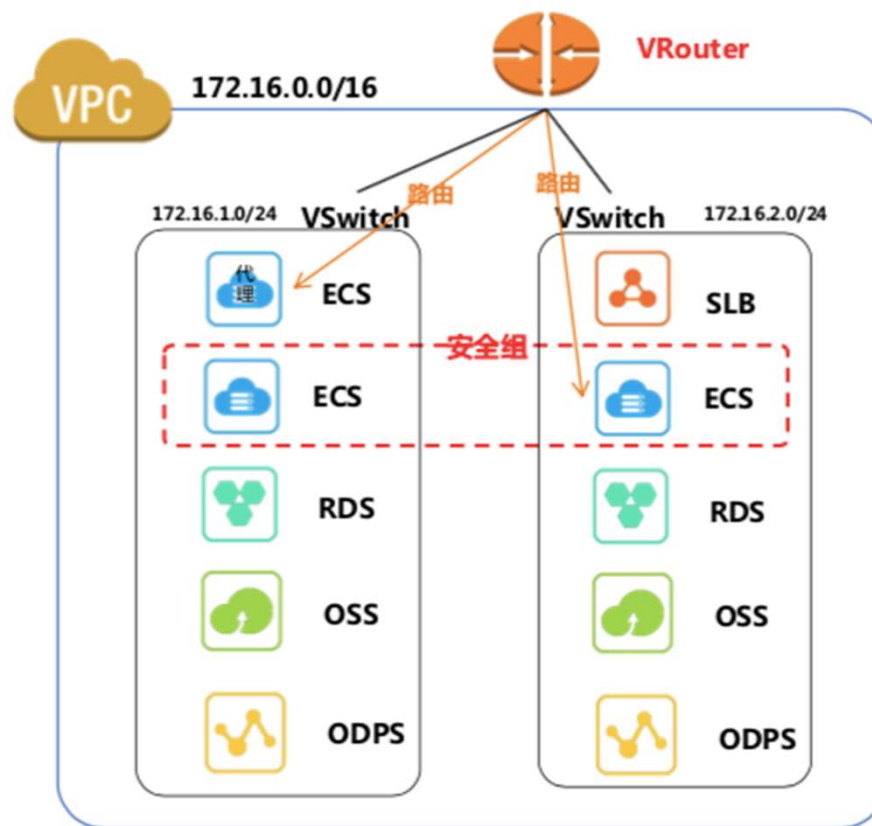 VRouter
172.16.0.0/16
VPC
路由
路由
172.16.1.0/24
VSwitch
VSwitch
172.16.2.0/24
代理
ECS
SLB
安全组
ECS
ECS
RDS
RDS
OSS
OSS
ODPS
ODPS